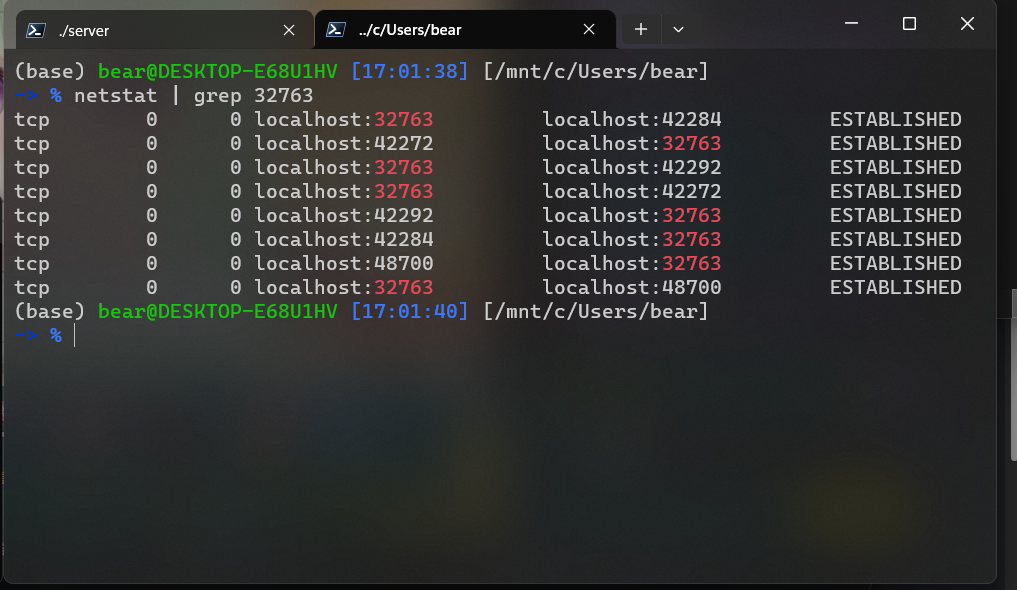 ./server
../c/Users/bear
(base) bear@DESKTOP-E68U1HV [17:01:38] [/mnt/c/Users/bear]
-> % netstat | grep 32763
tcp 0 0 localhost:32763 localhost:42284 ESTABLISHED
tcp 0 0 localhost:42272 localhost:32763 ESTABLISHED
tcp 0 0 localhost:32763 localhost:42292 ESTABLISHED
tcp 0 0 localhost:32763 localhost:42272 ESTABLISHED
tcp 0 0 localhost:42292 localhost:32763 ESTABLISHED
tcp 0 0 localhost:42284 localhost:32763 ESTABLISHED
tcp 0 0 localhost:48700 localhost:32763 ESTABLISHED
tcp 0 0 localhost:32763 localhost:48700 ESTABLISHED
(base) bear@DESKTOP-E68U1HV [17:01:40] [/mnt/c/Users/bear]
-> %